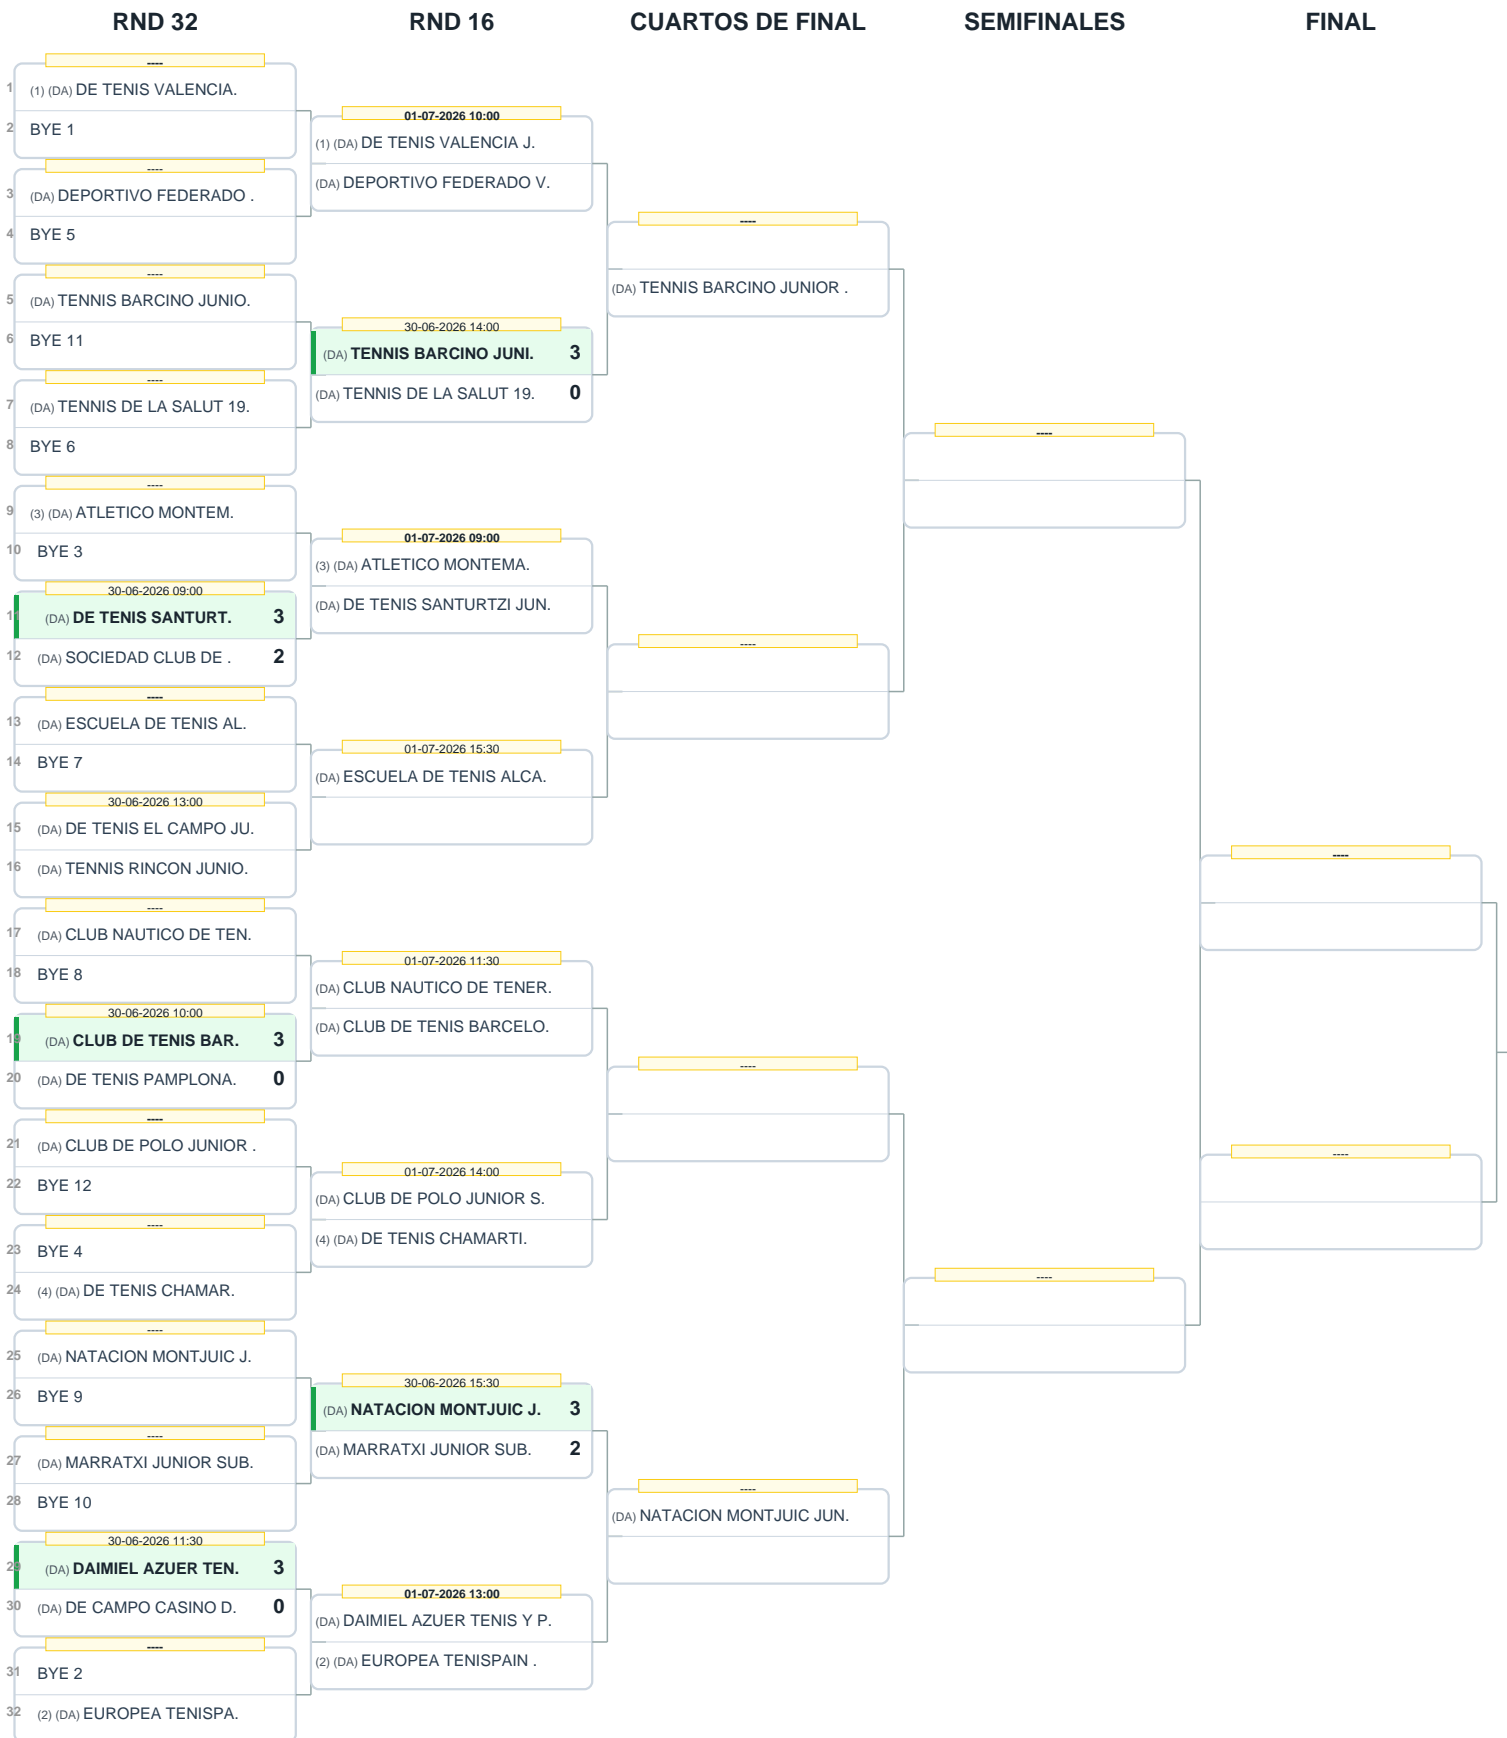 RND 32
RND 16
CUARTOS DE FINAL
SEMIFINALES
FINAL
----
1 (1) (DA) DE TENIS VALENCIA.
2 BYE 1
----
3 (DA) DEPORTIVO FEDERADO .
4 BYE 5
----
5 (DA) TENNIS BARCINO JUNIO.
6 BYE 11
----
7 (DA) TENNIS DE LA SALUT 19.
8 BYE 6
----
9 (3) (DA) ATLETICO MONTEM.
10 BYE 3
30-06-2026 09:00
11 (DA) DE TENIS SANTURT. 3
12 (DA) SOCIEDAD CLUB DE . 2
----
13 (DA) ESCUELA DE TENIS AL.
14 BYE 7
30-06-2026 13:00
15 (DA) DE TENIS EL CAMPO JU.
16 (DA) TENNIS RINCON JUNIO.
----
17 (DA) CLUB NAUTICO DE TEN.
18 BYE 8
30-06-2026 10:00
19 (DA) CLUB DE TENIS BAR. 3
20 (DA) DE TENIS PAMPLONA. 0
----
21 (DA) CLUB DE POLO JUNIOR .
22 BYE 12
----
23 BYE 4
24 (4) (DA) DE TENIS CHAMAR.
----
25 (DA) NATACION MONTJUIC J.
26 BYE 9
----
27 (DA) MARRATXI JUNIOR SUB.
28 BYE 10
30-06-2026 11:30
29 (DA) DAIMIEL AZUER TEN. 3
30 (DA) DE CAMPO CASINO D. 0
----
31 BYE 2
32 (2) (DA) EUROPEA TENISPA.
01-07-2026 10:00
(1) (DA) DE TENIS VALENCIA J.
(DA) DEPORTIVO FEDERADO V.
30-06-2026 14:00
(DA) TENNIS BARCINO JUNI. 3
(DA) TENNIS DE LA SALUT 19. 0
01-07-2026 09:00
(3) (DA) ATLETICO MONTEMA.
(DA) DE TENIS SANTURTZI JUN.
01-07-2026 15:30
(DA) ESCUELA DE TENIS ALCA.
01-07-2026 11:30
(DA) CLUB NAUTICO DE TENER.
(DA) CLUB DE TENIS BARCELO.
01-07-2026 14:00
(DA) CLUB DE POLO JUNIOR S.
(4) (DA) DE TENIS CHAMARTI.
30-06-2026 15:30
(DA) NATACION MONTJUIC J. 3
(DA) MARRATXI JUNIOR SUB. 2
01-07-2026 13:00
(DA) DAIMIEL AZUER TENIS Y P.
(2) (DA) EUROPEA TENISPAIN .
----
(DA) TENNIS BARCINO JUNIOR .
----
----
----
(DA) NATACION MONTJUIC JUN.
----
----
----
----